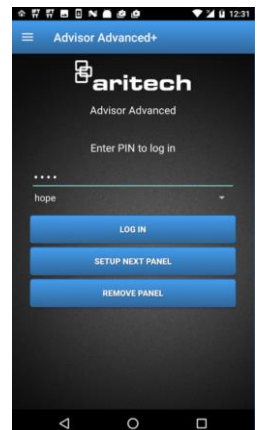 12:31
Advisor Advanced+
aritech
Advisor Advanced
Enter PIN to log in
••••
hope
LOG IN
SETUP NEXT PANEL
REMOVE PANEL